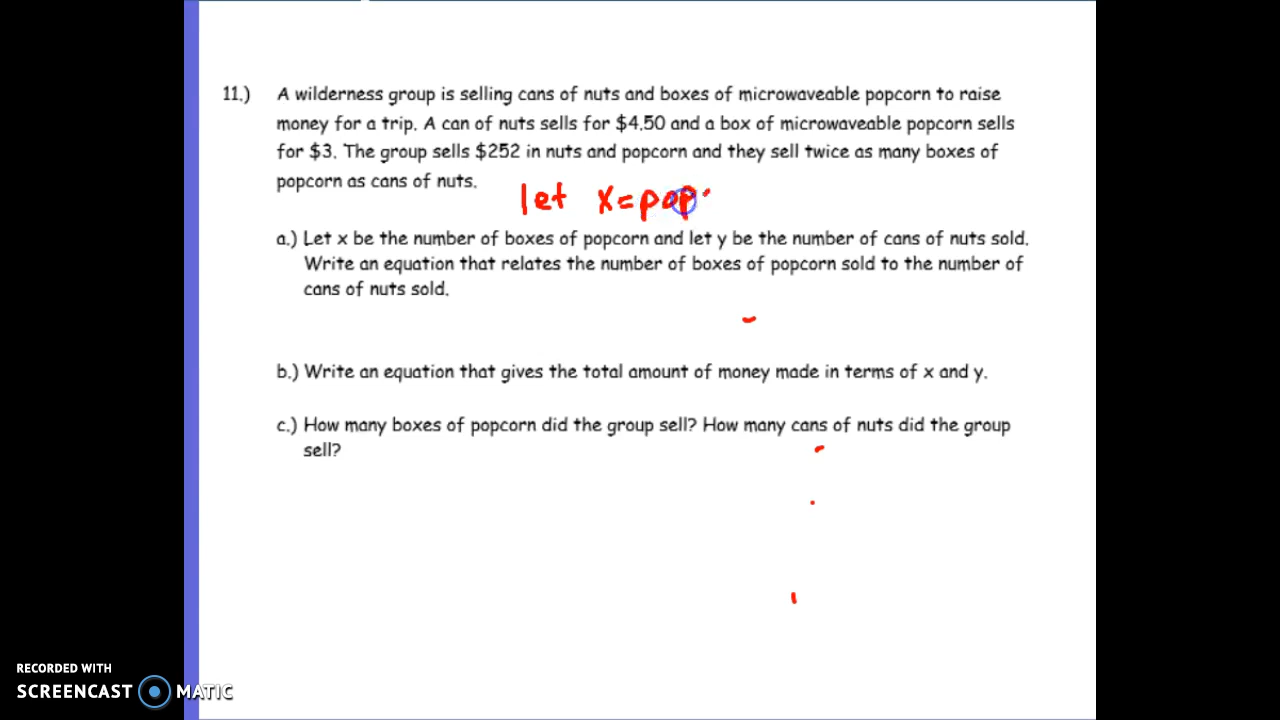 11.) A wilderness group is selling cans of nuts and boxes of microwaveable popcorn to raise
money for a trip. A can of nuts sells for $4.50 and a box of microwaveable popcorn sells
for $3. The group sells $252 in nuts and popcorn and they sell twice as many boxes of
popcorn as cans of nuts.
let x=pop
a.) Let x be the number of boxes of popcorn and let y be the number of cans of nuts sold.
Write an equation that relates the number of boxes of popcorn sold to the number of
cans of nuts sold.
b.) Write an equation that gives the total amount of money made in terms of x and y.
c.) How many boxes of popcorn did the group sell? How many cans of nuts did the group
sell?
RECORDED WITH
SCREENCAST MATIC